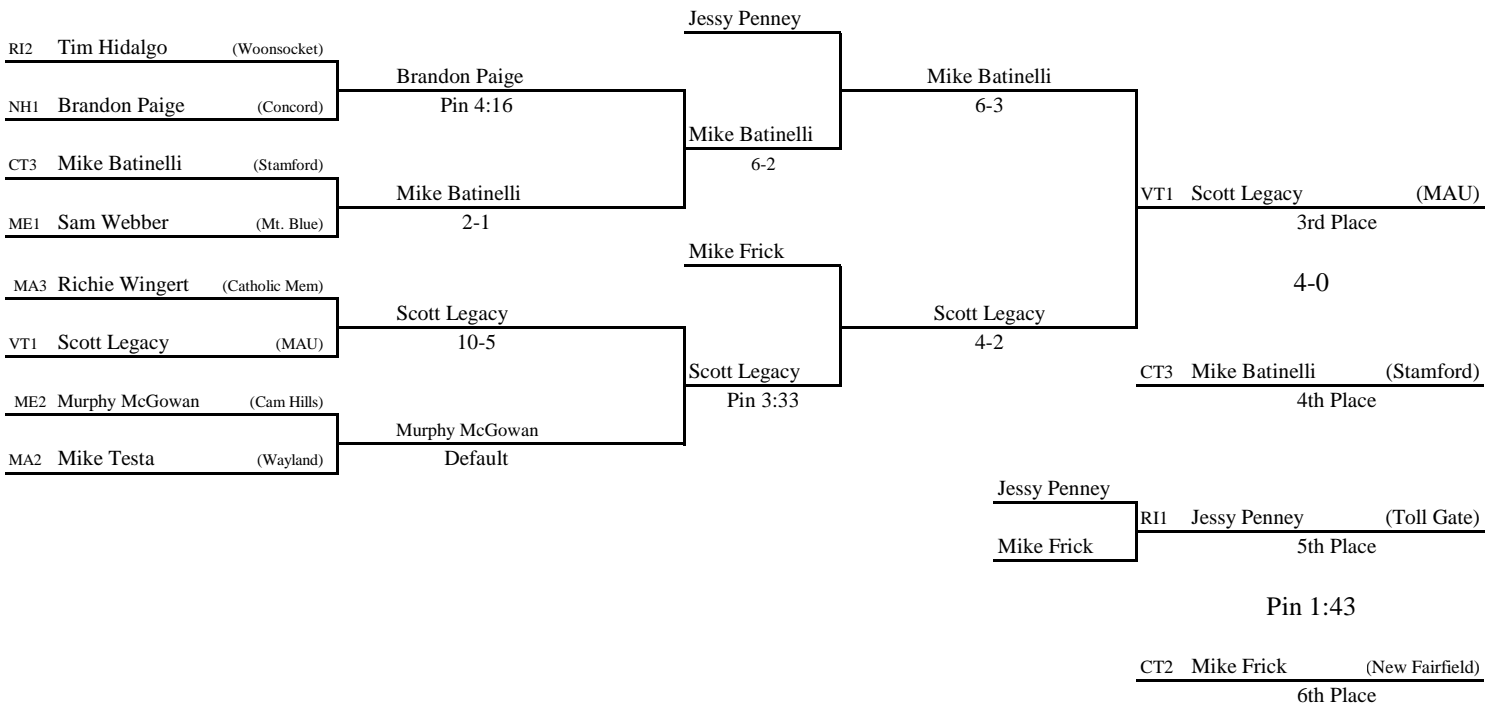 Jessy Penney
RI2 Tim Hidalgo (Woonsocket)
Brandon Paige Mike Batinelli
NH1 Brandon Paige (Concord) Pin 4:16 6-3
Mike Batinelli
CT3 Mike Batinelli (Stamford) 6-2
Mike Batinelli VT1 Scott Legacy (MAU)
ME1 Sam Webber (Mt. Blue) 2-1 3rd Place
Mike Frick
MA3 Richie Wingert (Catholic Mem) 4-0
Scott Legacy Scott Legacy
VT1 Scott Legacy (MAU) 10-5 4-2
Scott Legacy CT3 Mike Batinelli (Stamford)
ME2 Murphy McGowan (Cam Hills) Pin 3:33 4th Place
Murphy McGowan
MA2 Mike Testa (Wayland) Default
Jessy Penney
RI1 Jessy Penney (Toll Gate)
Mike Frick 5th Place
Pin 1:43
CT2 Mike Frick (New Fairfield)
6th Place